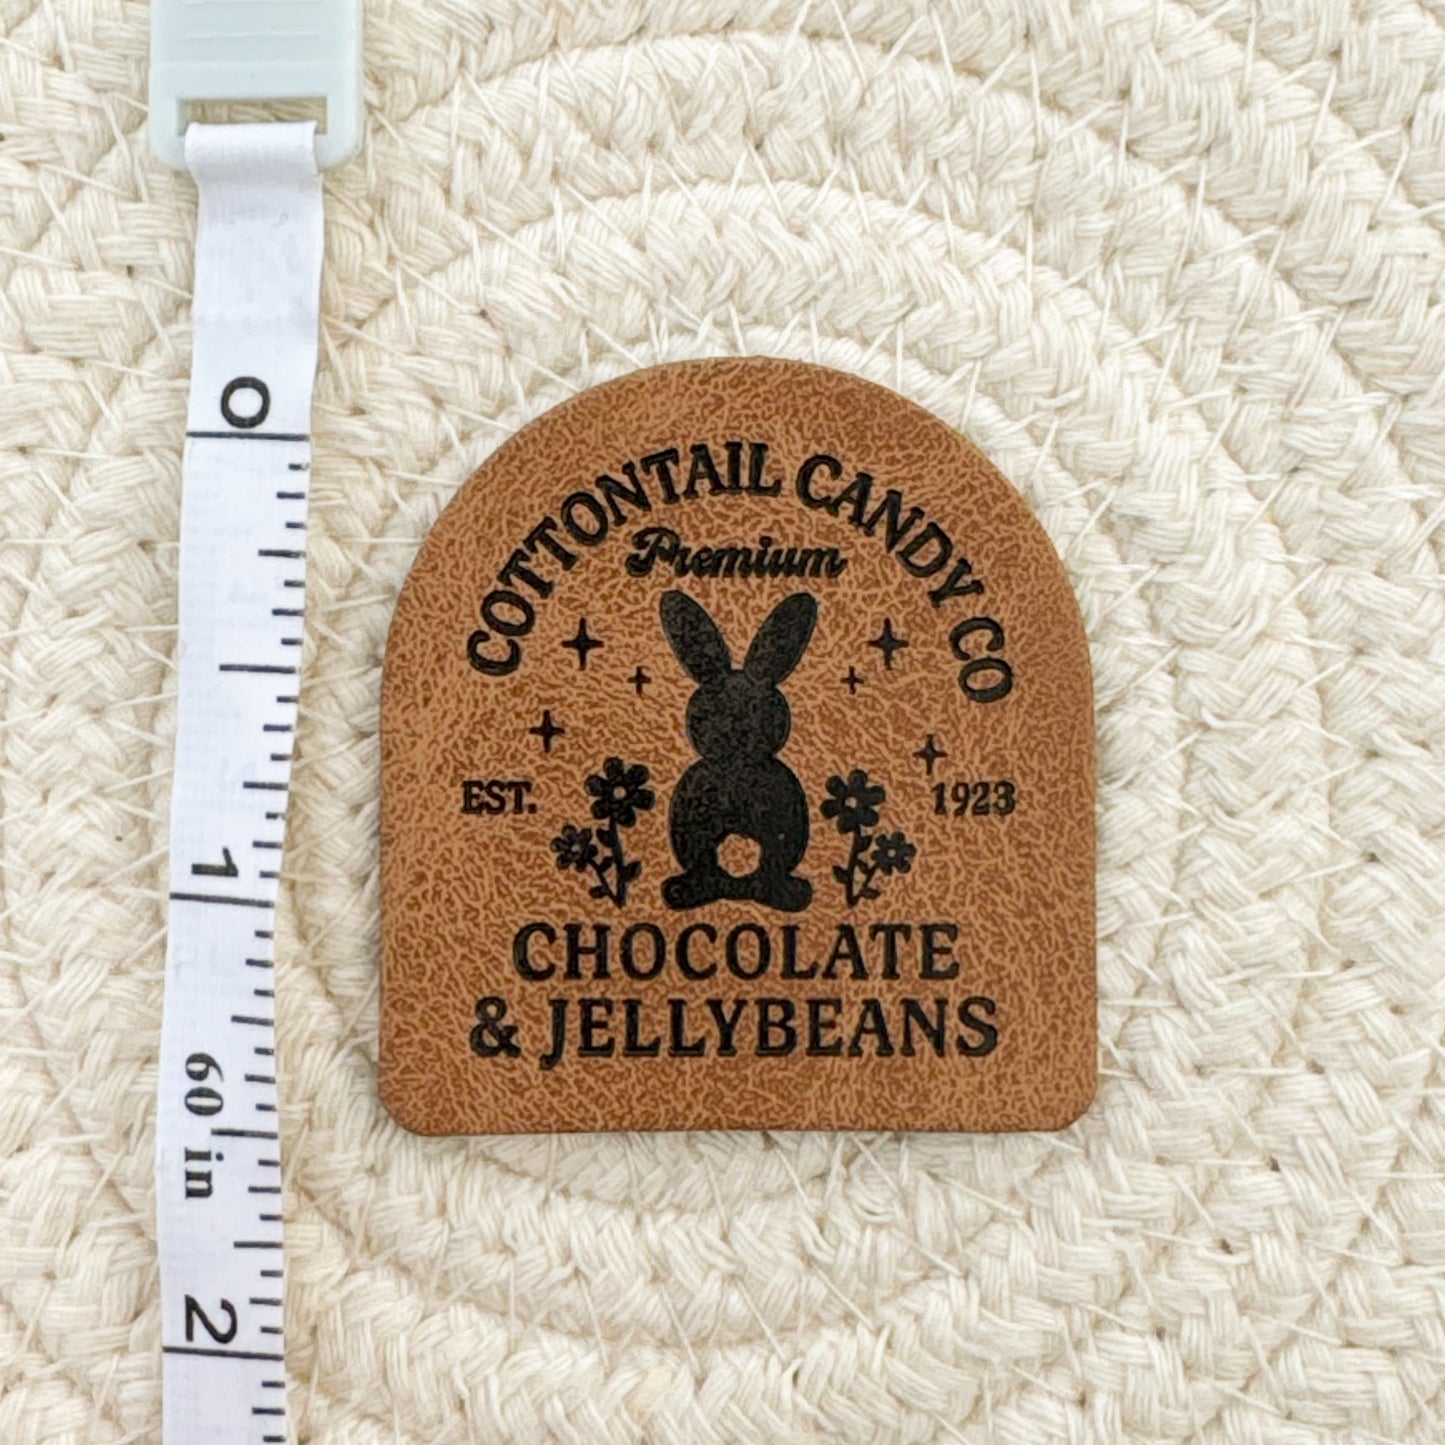 0
1
60 in
2
COTTONTAIL CANDY CO
Premium
EST. 1923
CHOCOLATE
& JELLYBEANS